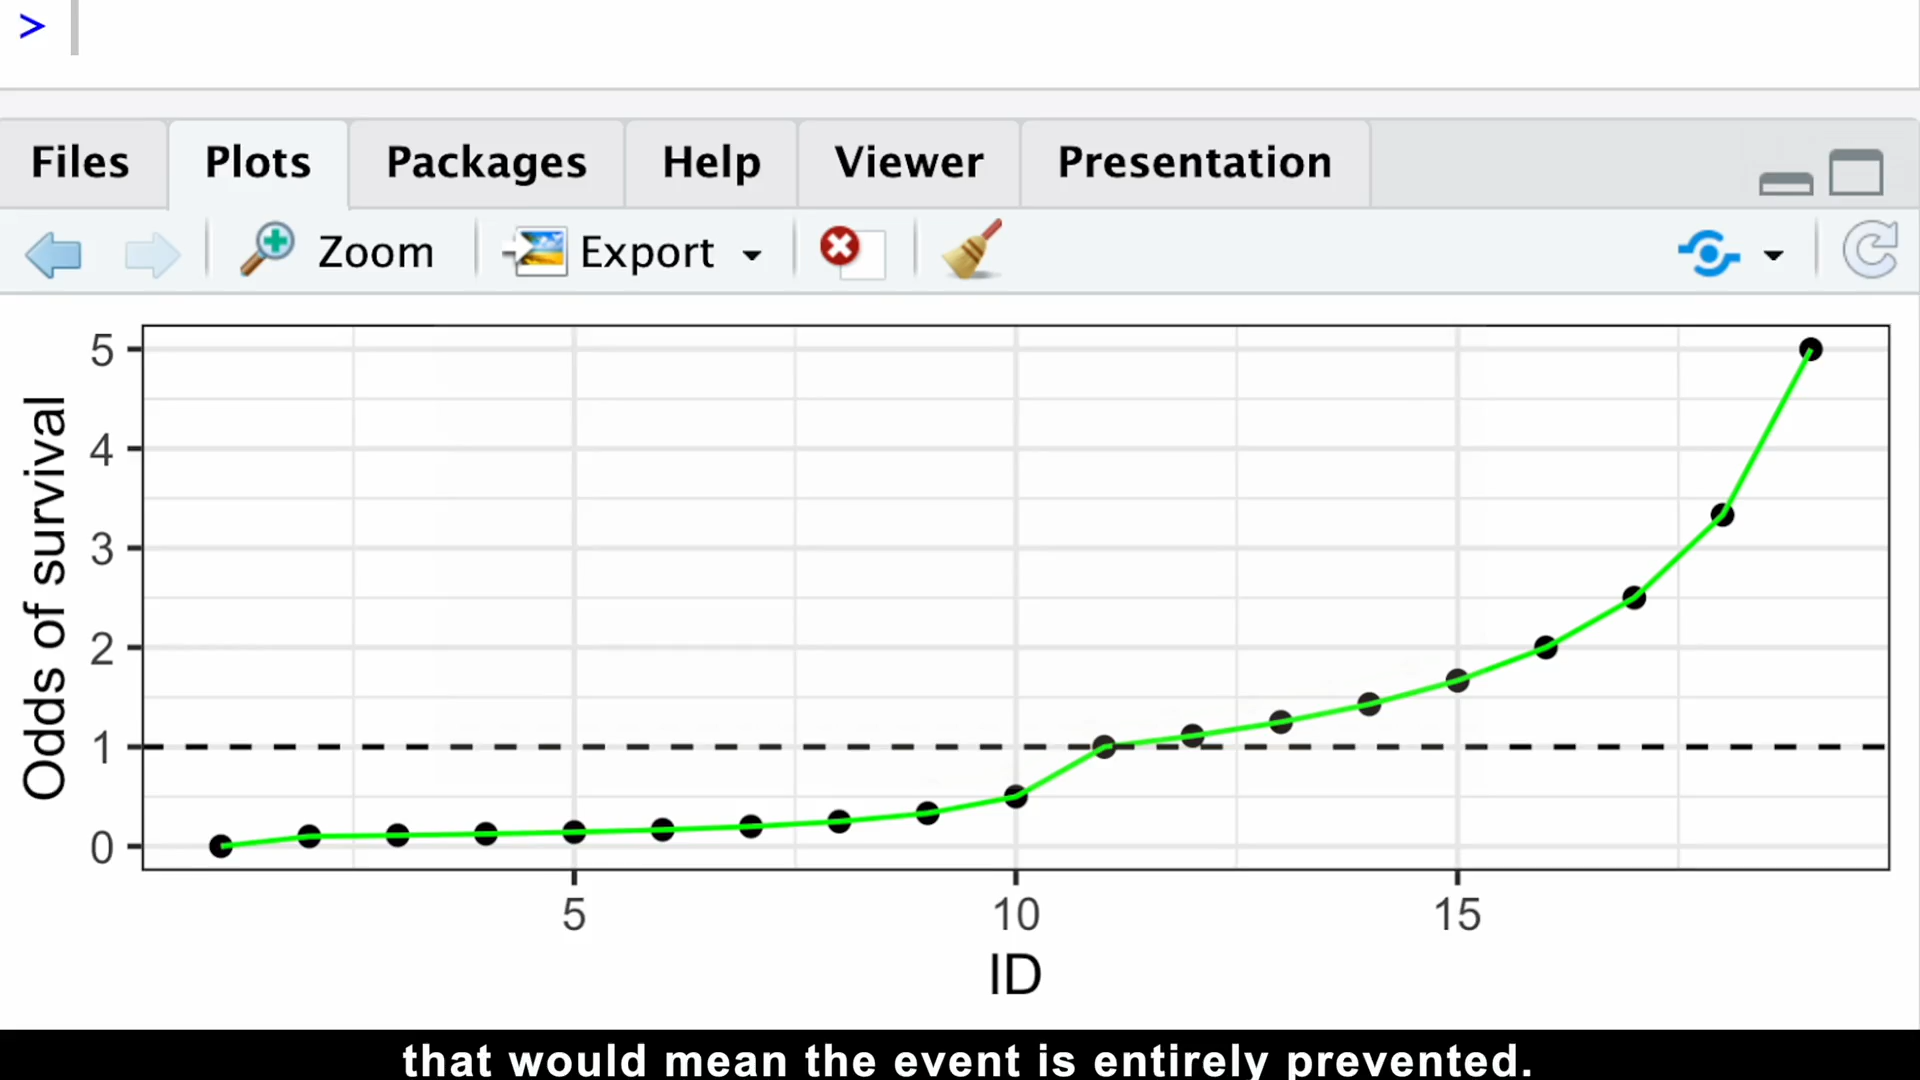 >
Files Plots Packages Help Viewer Presentation
Zoom Export
5
4
3
2
1
0
Odds of survival
5 10 15
ID
that would mean the event is entirely prevented.